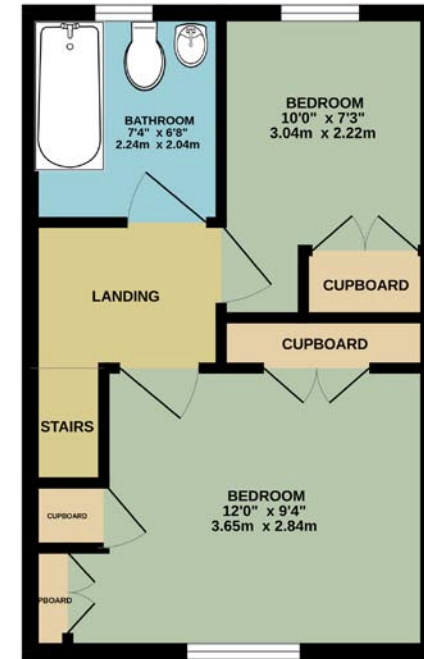 BATHROOM
7'4" x 6'8"
2.24m x 2.04m
BEDROOM
10'0" x 7'3"
3.04m x 2.22m
CUPBOARD
LANDING
CUPBOARD
STAIRS
BEDROOM
12'0" x 9'4"
3.65m x 2.84m
CUPBOARD
PBOARD